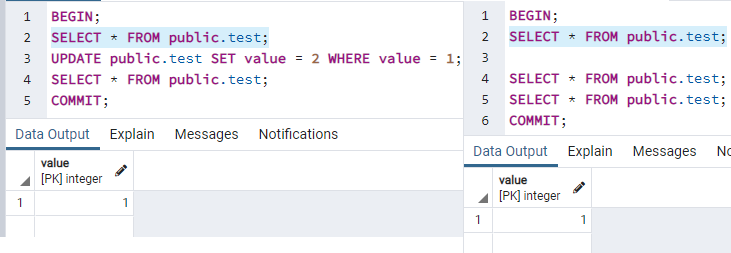 1 BEGIN;
2 SELECT * FROM public.test;
3 UPDATE public.test SET value = 2 WHERE value = 1;
4 SELECT * FROM public.test;
5 COMMIT;
Data Output Explain Messages Notifications
value
[PK] integer
1 1
1 BEGIN;
2 SELECT * FROM public.test;
3
4 SELECT * FROM public.test;
5 SELECT * FROM public.test;
6 COMMIT;
Data Output Explain Messages No
value
[PK] integer
1 1